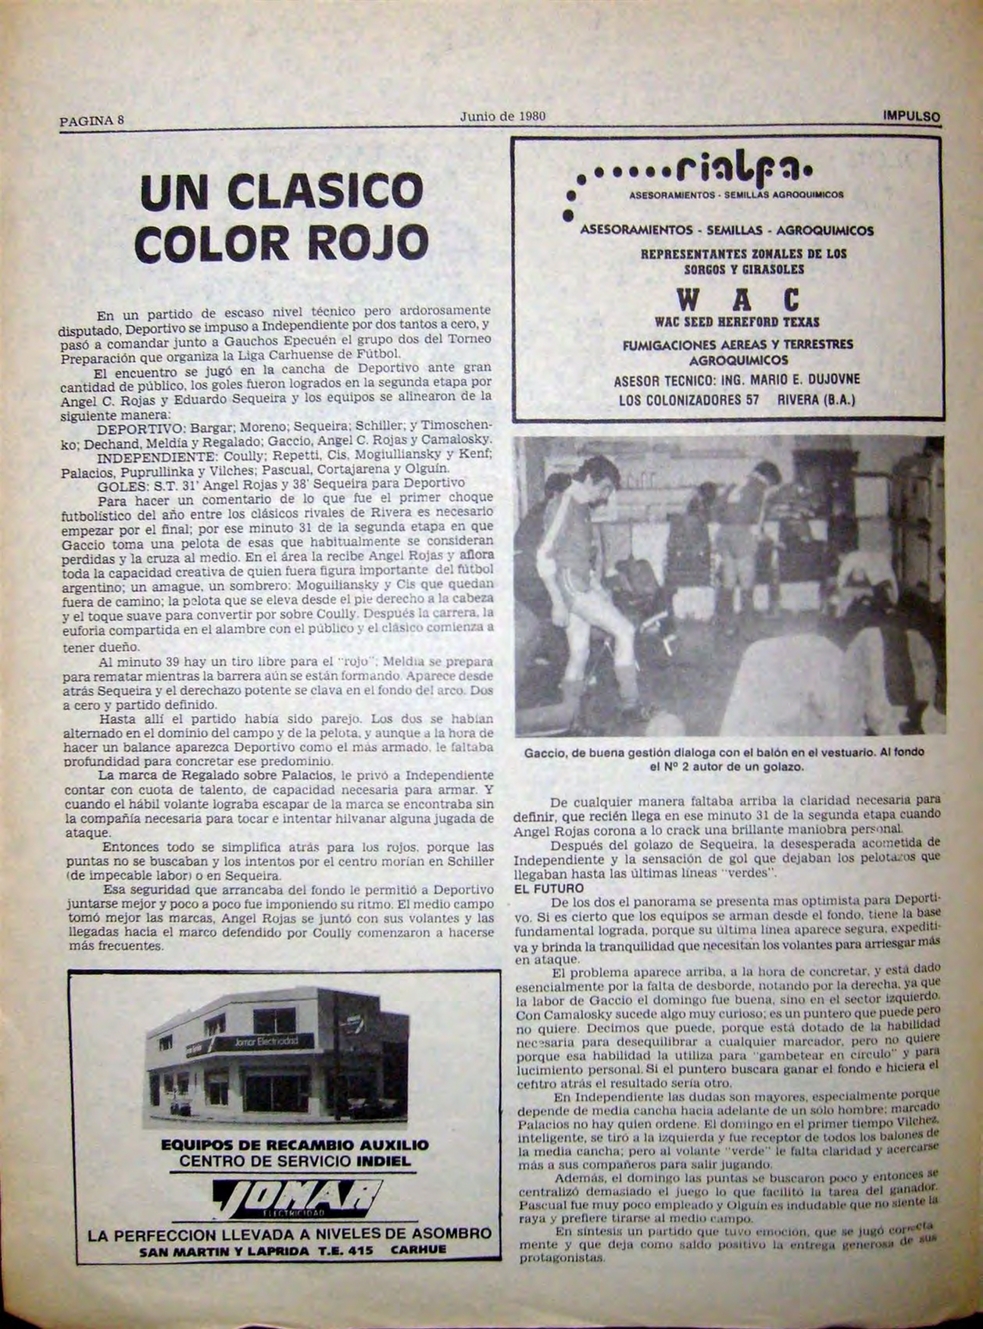 PAGINA 8
Junio de 1980
IMPULSO
UN CLASICO
COLOR ROJO
En un partido de escaso nivel técnico pero ardorosamente
disputado, Deportivo se impuso a Independiente por dos tantos a cero, y
pasó a comandar junto a Gauchos Epecuén el grupo dos del Torneo
Preparación que organiza la Liga Carhuense de Fútbol.
El encuentro se jugó en la cancha de Deportivo ante gran
cantidad de público, los goles fueron logrados en la segunda etapa por
Angel C. Rojas y Eduardo Sequeira y los equipos se alinearon de la
siguiente manera:
DEPORTIVO: Bargar; Moreno; Sequeira; Schiller; y Timoschen-
ko; Dechand, Meldía y Regalado; Gaccio, Angel C. Rojas y Camalosky.
INDEPENDIENTE: Coully; Repetti, Cis, Mogiulliansky y Kenf;
Palacios, Puprullinka y Vilches; Pascual, Cortajarena y Olguín.
GOLES: S.T. 31' Angel Rojas y 38' Sequeira para Deportivo
Para hacer un comentario de lo que fue el primer choque
futbolístico del año entre los clásicos rivales de Rivera es necesario
empezar por el final; por ese minuto 31 de la segunda etapa en que
Gaccio toma una pelota de esas que habitualmente se consideran
perdidas y la cruza al medio. En el área la recibe Angel Rojas y aflora
toda la capacidad creativa de quien fuera figura importante del fútbol
argentino; un amague, un sombrero; Moguiliansky y Cis que quedan
fuera de camino; la pelota que se eleva desde el pie derecho a la cabeza
y el toque suave para convertir por sobre Coully. Después la carrera, la
euforia compartida en el alambre con el público y el clásico comienza a
tener dueño.
Al minuto 39 hay un tiro libre para el "rojo"; Meldía se prepara
para rematar mientras la barrera aún se están formando. Aparece desde
atrás Sequeira y el derechazo potente se clava en el fondo del arco. Dos
a cero y partido definido.
Hasta allí el partido había sido parejo. Los dos se habían
alternado en el dominio del campo y de la pelota, y aunque a la hora de
hacer un balance aparezca Deportivo como el más armado, le faltaba
profundidad para concretar ese predominio.
La marca de Regalado sobre Palacios, le privó a Independiente
contar con cuota de talento, de capacidad necesaria para armar. Y
cuando el hábil volante lograba escapar de la marca se encontraba sin
la compañía necesaria para tocar e intentar hilvanar alguna jugada de
ataque.
Entonces todo se simplifica atrás para los rojos, porque las
puntas no se buscaban y los intentos por el centro morían en Schiller
(de impecable labor) o en Sequeira.
Esa seguridad que arrancaba del fondo le permitió a Deportivo
juntarse mejor y poco a poco fue imponiendo su ritmo. El medio campo
tomó mejor las marcas, Angel Rojas se juntó con sus volantes y las
llegadas hacia el marco defendido por Coully comenzaron a hacerse
más frecuentes.
Jomar Electricidad
EQUIPOS DE RECAMBIO AUXILIO
CENTRO DE SERVICIO INDIEL
JOMAR
ELECTRICIDAD
LA PERFECCION LLEVADA A NIVELES DE ASOMBRO
SAN MARTIN Y LAPRIDA T.E. 415 CARHUE
rialpa
ASESORAMIENTOS - SEMILLAS AGROQUIMICOS
ASESORAMIENTOS - SEMILLAS - AGROQUIMICOS
REPRESENTANTES ZONALES DE LOS
SORGOS Y GIRASOLES
W A C
WAC SEED HEREFORD TEXAS
FUMIGACIONES AEREAS Y TERRESTRES
AGROQUIMICOS
ASESOR TECNICO: ING. MARIO E. DUJOVNE
LOS COLONIZADORES 57 RIVERA (B.A.)
Gaccio, de buena gestión dialoga con el balón en el vestuario. Al fondo
el Nº 2 autor de un golazo.
De cualquier manera faltaba arriba la claridad necesaria para
definir, que recién llega en ese minuto 31 de la segunda etapa cuando
Angel Rojas corona a lo crack una brillante maniobra personal.
Después del golazo de Sequeira, la desesperada acometida de
Independiente y la sensación de gol que dejaban los pelotazos que
llegaban hasta las últimas líneas "verdes".
EL FUTURO
De los dos el panorama se presenta mas optimista para Deporti-
vo. Si es cierto que los equipos se arman desde el fondo, tiene la base
fundamental lograda, porque su última línea aparece segura, expediti-
va y brinda la tranquilidad que necesitan los volantes para arriesgar más
en ataque.
El problema aparece arriba, a la hora de concretar, y está dado
esencialmente por la falta de desborde, notando por la derecha, ya que
la labor de Gaccio el domingo fue buena, sino en el sector izquierdo.
Con Camalosky sucede algo muy curioso; es un puntero que puede pero
no quiere. Decimos que puede, porque está dotado de la habilidad
necesaria para desequilibrar a cualquier marcador, pero no quiere
porque esa habilidad la utiliza para "gambetear en círculo" y para
lucimiento personal. Si el puntero buscara ganar el fondo e hiciera el
centro atrás el resultado sería otro.
En Independiente las dudas son mayores, especialmente porque
depende de media cancha hacia adelante de un sólo hombre; marcado
Palacios no hay quien ordene. El domingo en el primer tiempo Vilchez,
inteligente, se tiró a la izquierda y fue receptor de todos los balones de
la media cancha; pero al volante "verde" le falta claridad y acercarse
más a sus compañeros para salir jugando.
Además, el domingo las puntas se buscaron poco y entonces se
centralizó demasiado el juego lo que facilitó la tarea del ganador.
Pascual fue muy poco empleado y Olguín es indudable que no siente la
raya y prefiere tirarse al medio campo.
En síntesis un partido que tuvo emoción, que se jugó correcta
mente y que deja como saldo positivo la entrega generosa de sus
protagonistas.